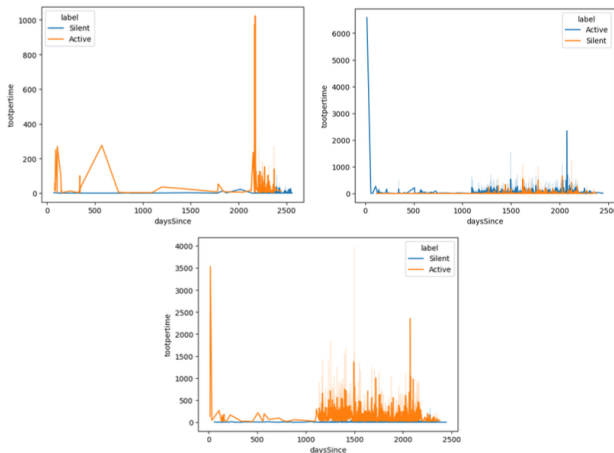 label
Silent
Active
1000
800
600
400
200
0
tootpertime
0
500
1000
1500
2000
2500
daysSince
label
Active
Silent
6000
5000
4000
3000
2000
1000
0
tootpertime
0
500
1000
1500
2000
2500
daysSince
label
Silent
Active
4000
3500
3000
2500
2000
1500
1000
500
0
tootpertime
0
500
1000
1500
2000
2500
daysSince